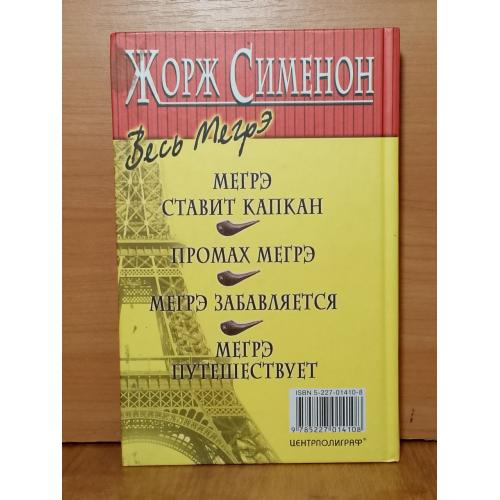 ЖОРЖ СИМЕНОН
Весь Мегрэ
МЕГРЭ
СТАВИТ КАПКАН
ПРОМАХ МЕГРЭ
МЕГРЭ ЗАБАВЛЯЕТСЯ
МЕГРЭ
ПУТЕШЕСТВУЕТ
ISBN 5-227-01410-8
9 785227 014108
ЦЕНТРПОЛИГРАФ®